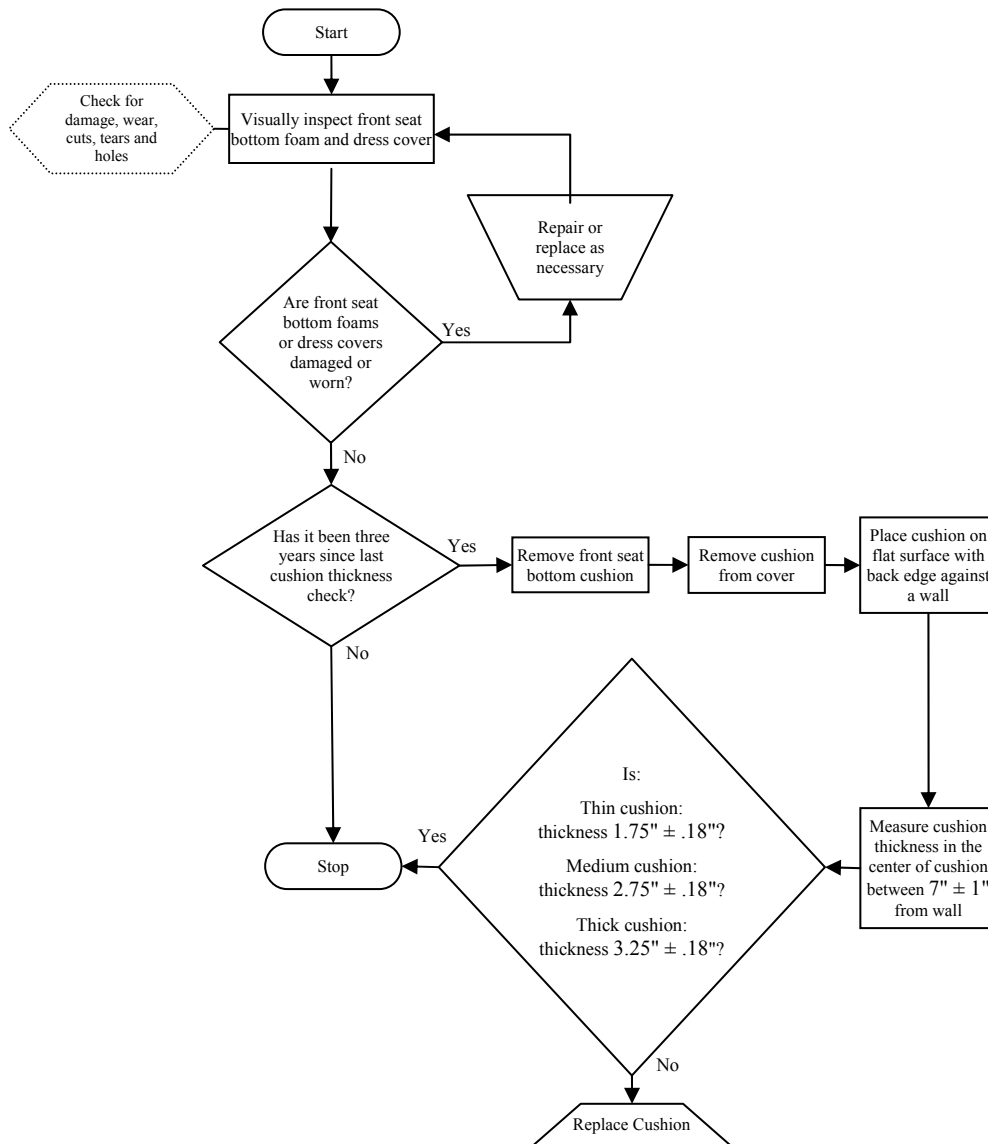 Start
Check for
damage, wear,
cuts, tears and
holes
Visually inspect front seat
bottom foam and dress cover
Repair or
replace as
necessary
Are front seat
bottom foams
or dress covers
damaged or
worn?
Yes
No
Has it been three
years since last
cushion thickness
check?
Yes
Remove front seat
bottom cushion
Remove cushion
from cover
Place cushion on
flat surface with
back edge against
a wall
No
Is:
Thin cushion:
thickness 1.75" ± .18"?
Medium cushion:
thickness 2.75" ± .18"?
Thick cushion:
thickness 3.25" ± .18"?
Yes
Stop
Measure cushion
thickness in the
center of cushion
between 7" ± 1"
from wall
No
Replace Cushion